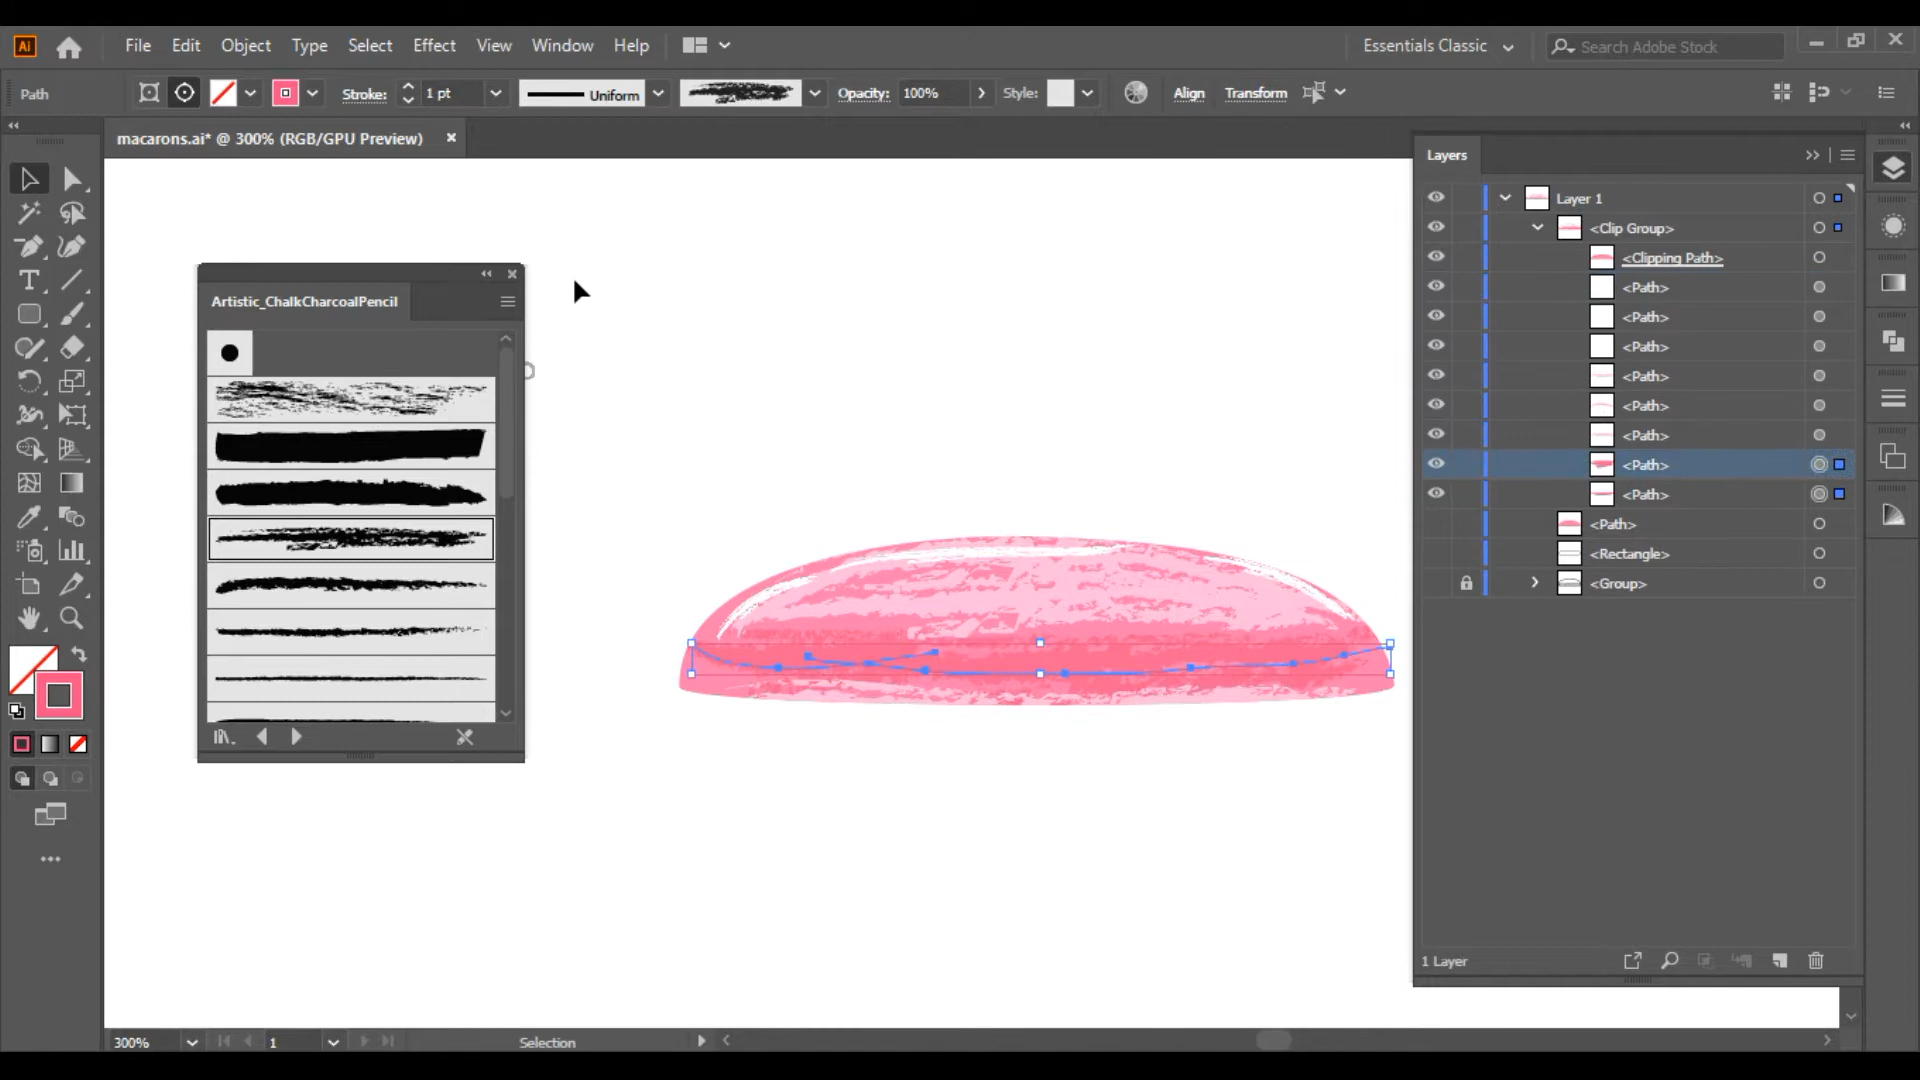 Ai File Edit Object Type Select Effect View Window Help Essentials Classic Search Adobe Stock
Path Stroke: 1 pt Uniform Opacity: 100% Style: Align Transform
macarons.ai* @ 300% (RGB/GPU Preview)
Layers
Layer 1
<Clip Group>
<Clipping Path>
<Path>
<Path>
<Path>
<Path>
<Path>
<Path>
<Path>
<Path>
<Path>
<Rectangle>
<Group>
1 Layer
Artistic_ChalkCharcoalPencil
300% 1 Selection